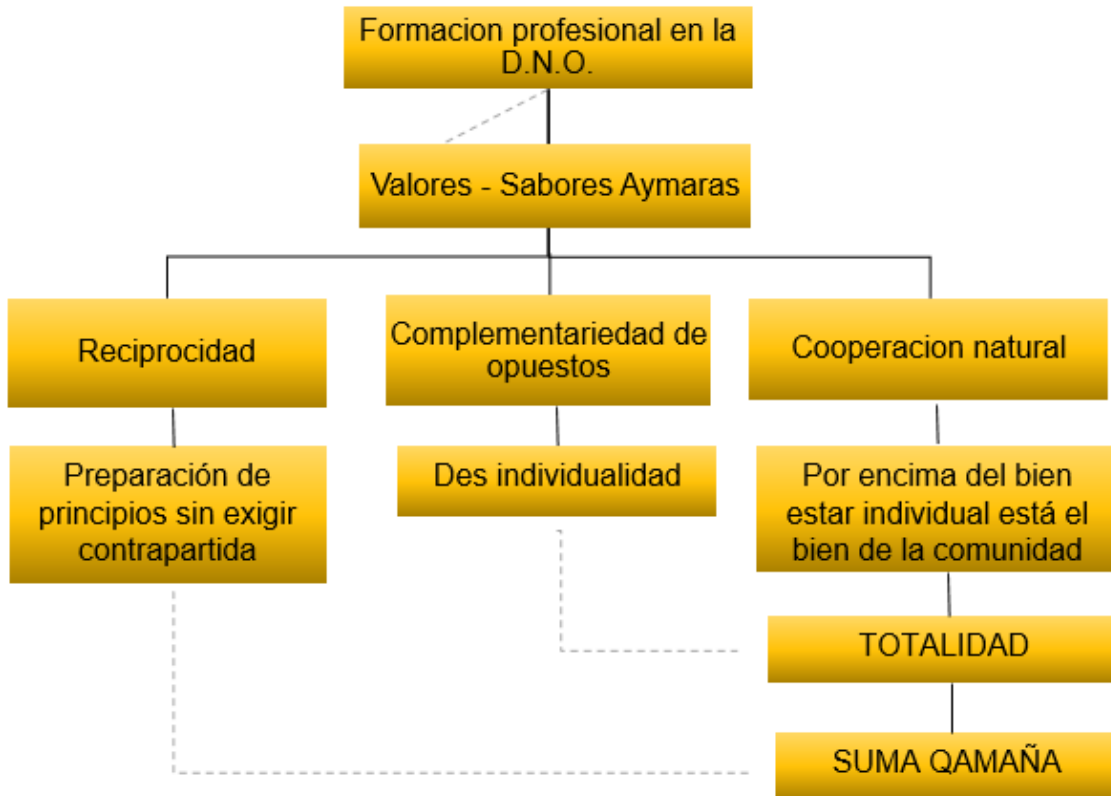 Formacion profesional en la
D.N.O.
Valores - Sabores Aymaras
Reciprocidad
Complementariedad de
opuestos
Cooperacion natural
Preparación de
principios sin exigir
contrapartida
Des individualidad
Por encima del bien
estar individual está el
bien de la comunidad
TOTALIDAD
SUMA QAMAÑA